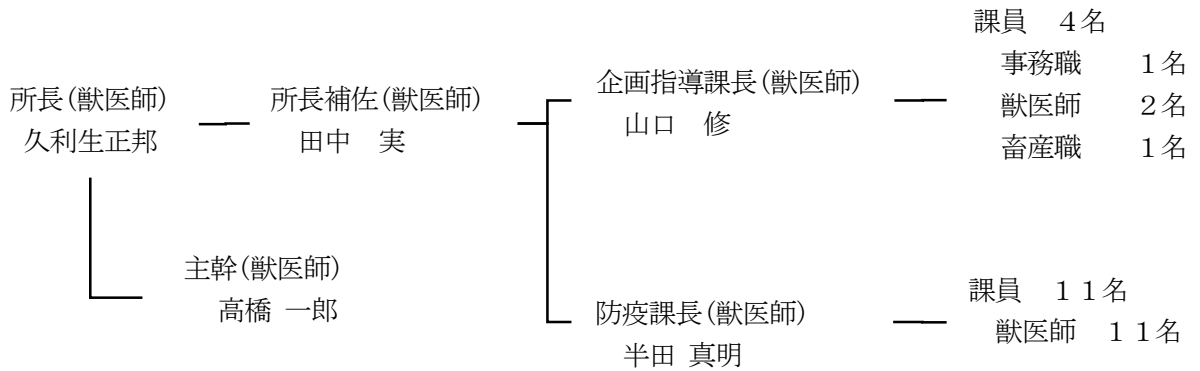 所長(獣医師)
久利生正邦
所長補佐(獣医師)
田中　実
主幹(獣医師)
高橋 一郎
企画指導課長(獣医師)
山口　修
課員　４名
事務職　　１名
獣医師　　２名
畜産職　　１名
防疫課長(獣医師)
半田 真明
課員　１１名
獣医師　１１名